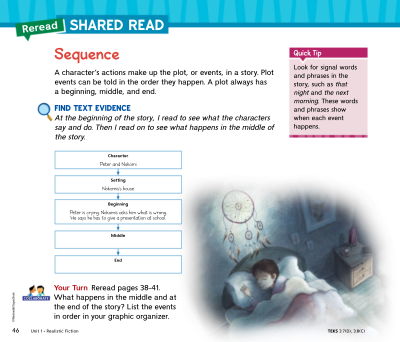 Reread SHARED READ
Sequence
A character's actions make up the plot, or events, in a story. Plot
events can be told in the order they happen. A plot always has
a beginning, middle, and end.
FIND TEXT EVIDENCE
At the beginning of the story, I read to see what the characters
say and do. Then I read on to see what happens in the middle of
the story.
Quick Tip
Look for signal words
and phrases in the
story, such as that
night and the next
morning. These words
and phrases show
when each event
happens.
Character
Peter and Nokomi
Setting
Nokomi's house
Beginning
Peter is crying. Nokomi asks him what is wrong.
He says he has to give a presentation at school.
Middle
End
COLLABORATE
Your Turn Reread pages 38-41.
What happens in the middle and at
the end of the story? List the events
in order in your graphic organizer.
46 Unit 1 • Realistic Fiction
TEKS 3.7(D), 3.8(C)